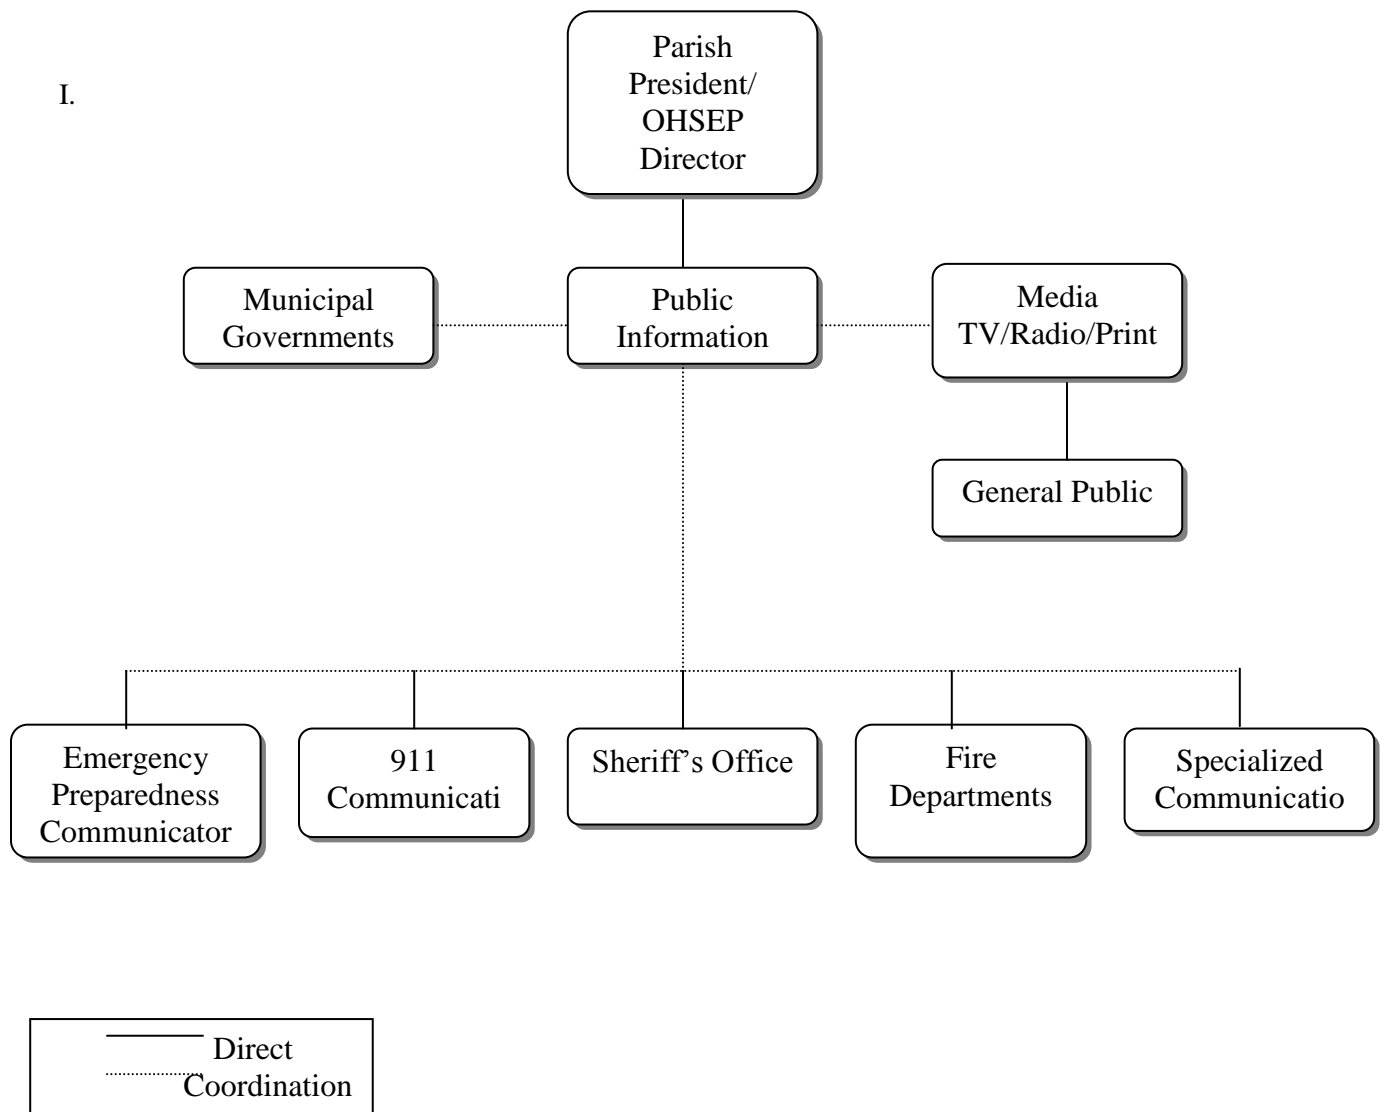 I.
Parish
President/
OHSEP
Director
Municipal
Governments
Public
Information
Media
TV/Radio/Print
General Public
Emergency
Preparedness
Communicator
911
Communicati
Sheriff’s Office
Fire
Departments
Specialized
Communicatio
Direct
Coordination